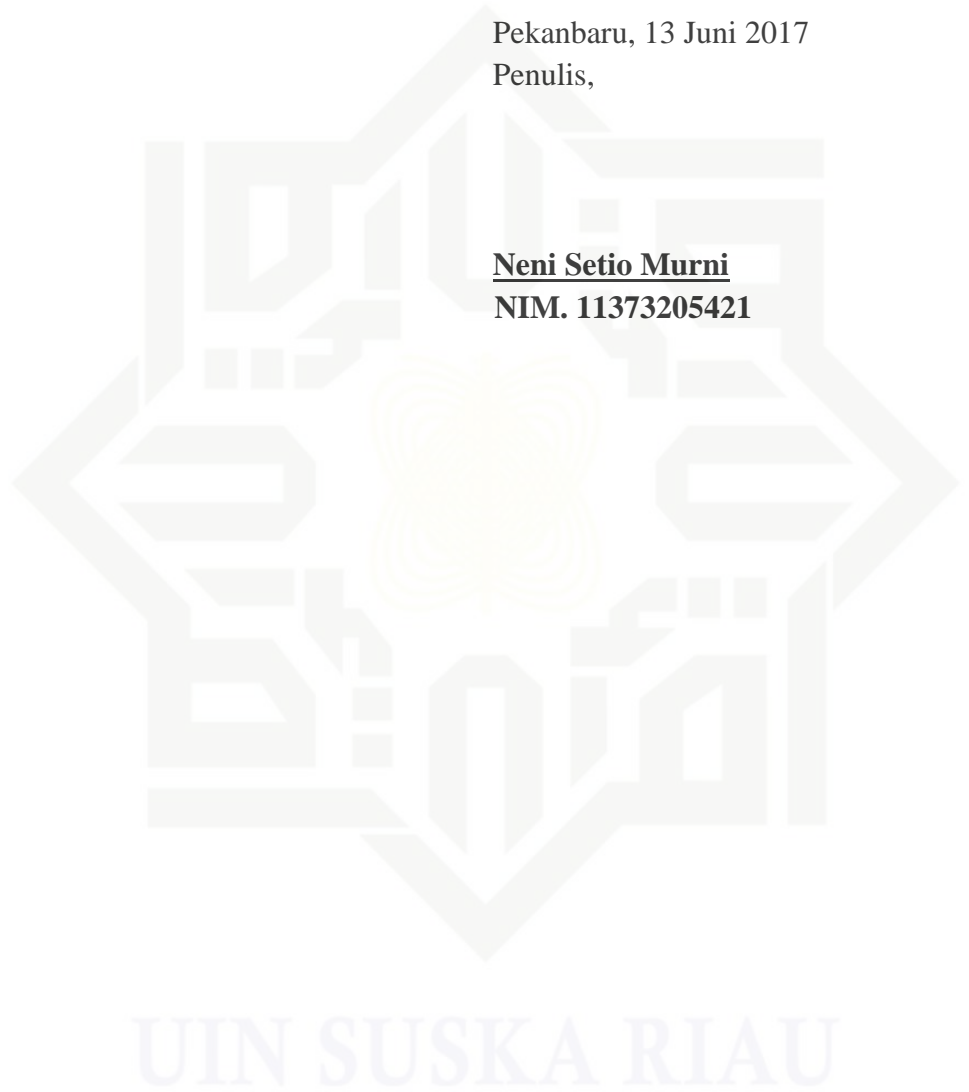 Pekanbaru, 13 Juni 2017
Penulis,
Neni Setio Murni
NIM. 11373205421
UIN SUSKA RIAU